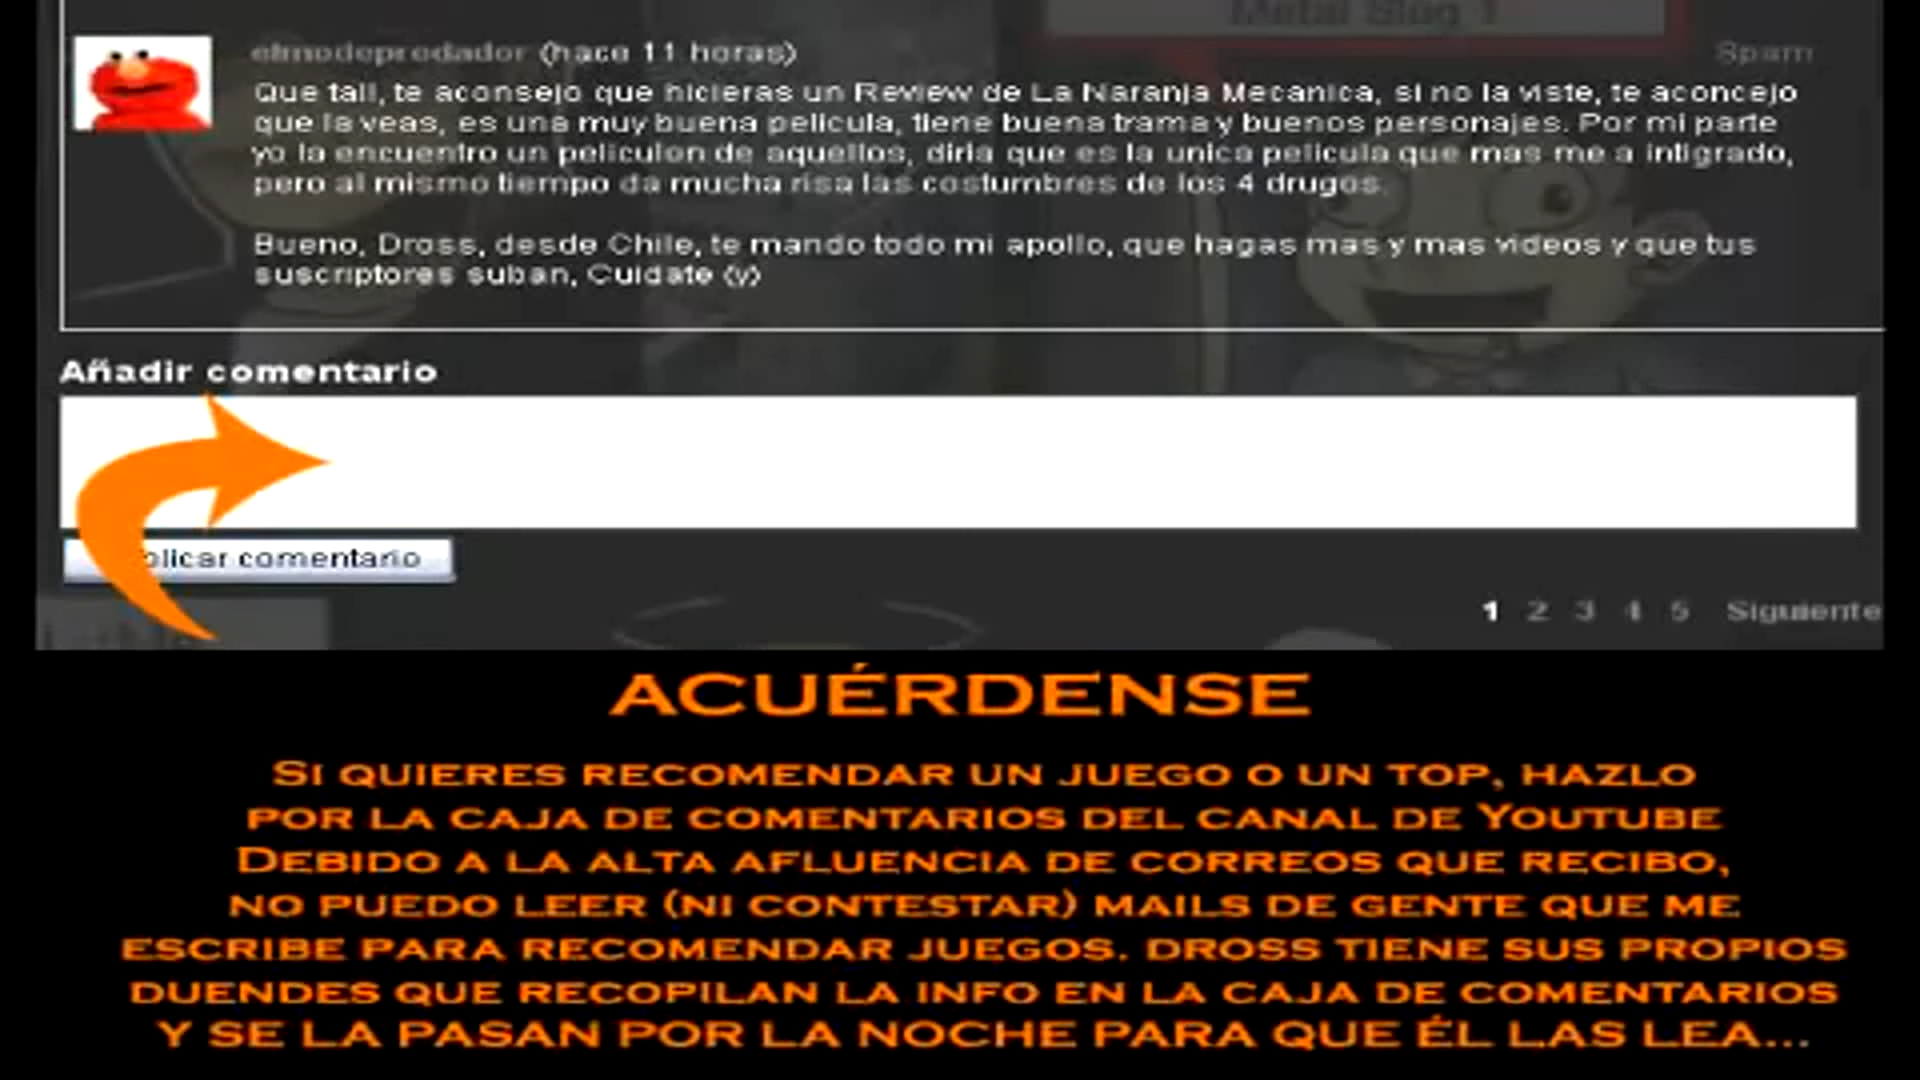 Metal Slug 1
elmodepredador (hace 11 horas)
Spam
Que tall, te aconsejo que hicieras un Review de La Naranja Mecanica, si no la viste, te aconcejo
que la veas, es una muy buena pelicula, tiene buena trama y buenos personajes. Por mi parte
yo la encuentro un peliculon de aquellos, diria que es la unica pelicula que mas me a intigrado,
pero al mismo tiempo da mucha risa las costumbres de los 4 drugos.
Bueno, Dross, desde Chile, te mando todo mi apollo, que hagas mas y mas videos y que tus
suscriptores suban, Cuidate (y)
Añadir comentario
blicar comentario
1 2 3 4 5 Siguiente
ACUÉRDENSE
SI QUIERES RECOMENDAR UN JUEGO O UN TOP, HAZLO
POR LA CAJA DE COMENTARIOS DEL CANAL DE YOUTUBE
DEBIDO A LA ALTA AFLUENCIA DE CORREOS QUE RECIBO,
NO PUEDO LEER (NI CONTESTAR) MAILS DE GENTE QUE ME
ESCRIBE PARA RECOMENDAR JUEGOS. DROSS TIENE SUS PROPIOS
DUENDES QUE RECOPILAN LA INFO EN LA CAJA DE COMENTARIOS
Y SE LA PASAN POR LA NOCHE PARA QUE ÉL LAS LEA...